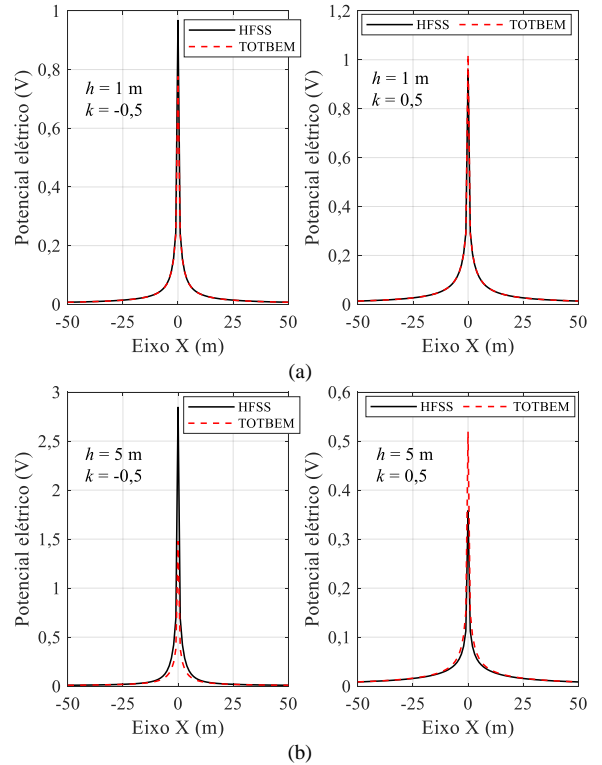 1
0,8
0,6
0,4
0,2
0
Potencial elétrico (V)
HFSS
TOTBEM
h = 1 m
k = -0,5
-50 -25 0 25 50
Eixo X (m)
1,2
1
0,8
0,6
0,4
0,2
0
Potencial elétrico (V)
HFSS TOTBEM
h = 1 m
k = 0,5
-50 -25 0 25 50
Eixo X (m)
(a)
3
2,5
2
1,5
1
0,5
0
Potencial elétrico (V)
HFSS
TOTBEM
h = 5 m
k = -0,5
-50 -25 0 25 50
Eixo X (m)
0,6
0,5
0,4
0,3
0,2
0,1
0
Potencial elétrico (V)
HFSS TOTBEM
h = 5 m
k = 0,5
-50 -25 0 25 50
Eixo X (m)
(b)